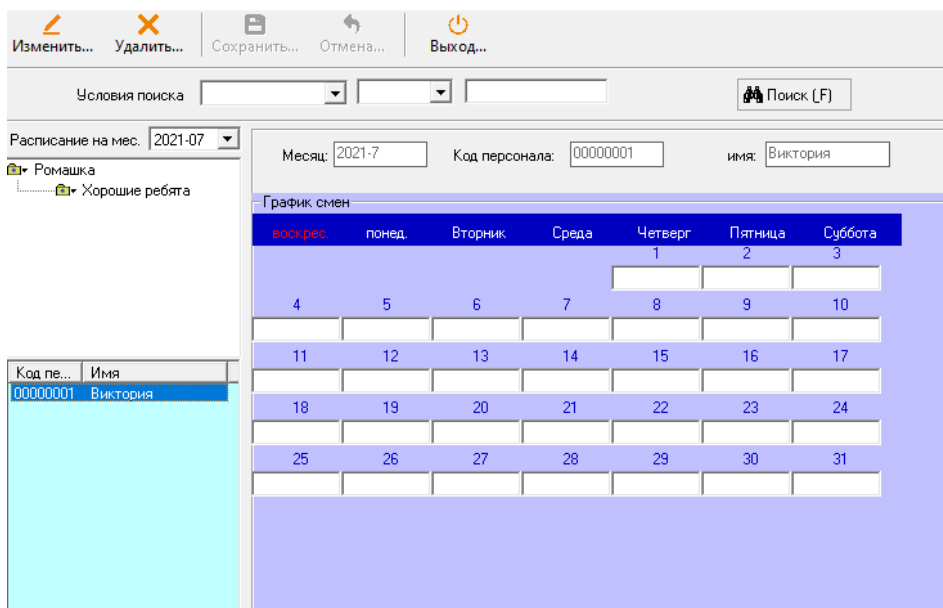 Изменить... Удалить... Сохранить... Отмена... Выход...
Условия поиска Поиск (F)
Расписание на мес. 2021-07
Месяц: 2021-7 Код персонала: 00000001 имя: Виктория
Ромашка
Хорошие ребята
График смен
воскрес. понед. Вторник Среда Четверг Пятница Суббота
1 2 3
4 5 6 7 8 9 10
11 12 13 14 15 16 17
Код пе... Имя
00000001 Виктория
18 19 20 21 22 23 24
25 26 27 28 29 30 31